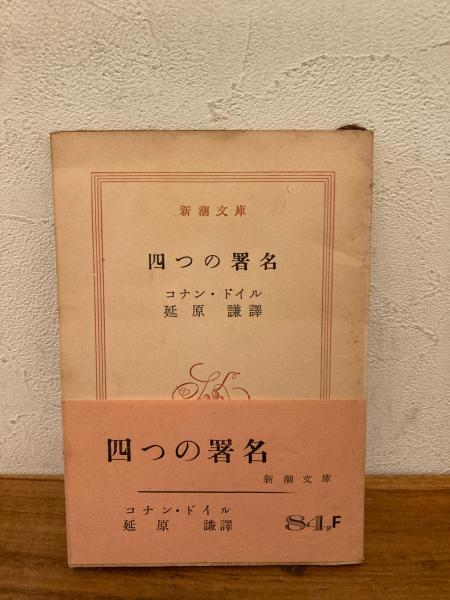 新潮文庫
四つの署名
コナン・ドイル
延原 謙譯
四つの署名
新潮文庫
コナン・ドイル
延原 謙譯
84pF